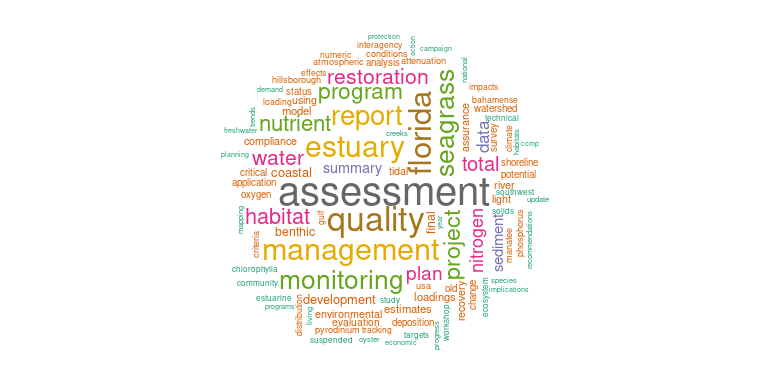 protection
interagency
action
campaign
numeric
conditions
atmospheric
analysis
attenuation
national
effects
restoration
hillsborough
impacts
demand
status
program
seagrass
loading
using
florida
bahamense
trends
model
report
assurance
watershed
technical
freshwater
nutrient
creeks
data
survey
climate
habitats
ccmp
compliance
estuary
planning
water
summary
tidal
total
shoreline
critical
coastal
potential
application
assessment
river
southwest
oxygen
light
update
mapping
habitat
gulf
quality
final
year
project
nitrogen
solids
sediment
manatee
phosphorus
recommendations
criteria
benthic
management
chlorophylla
monitoring
plan
community
usa
old
recovery
change
ecosystem
species
implications
estuarine
development
study
loadings
programs
distribution
living
environmental
estimates
workshop
evaluation
deposition
pyrodinium
tracking
progress
suspended
oyster
targets
economic